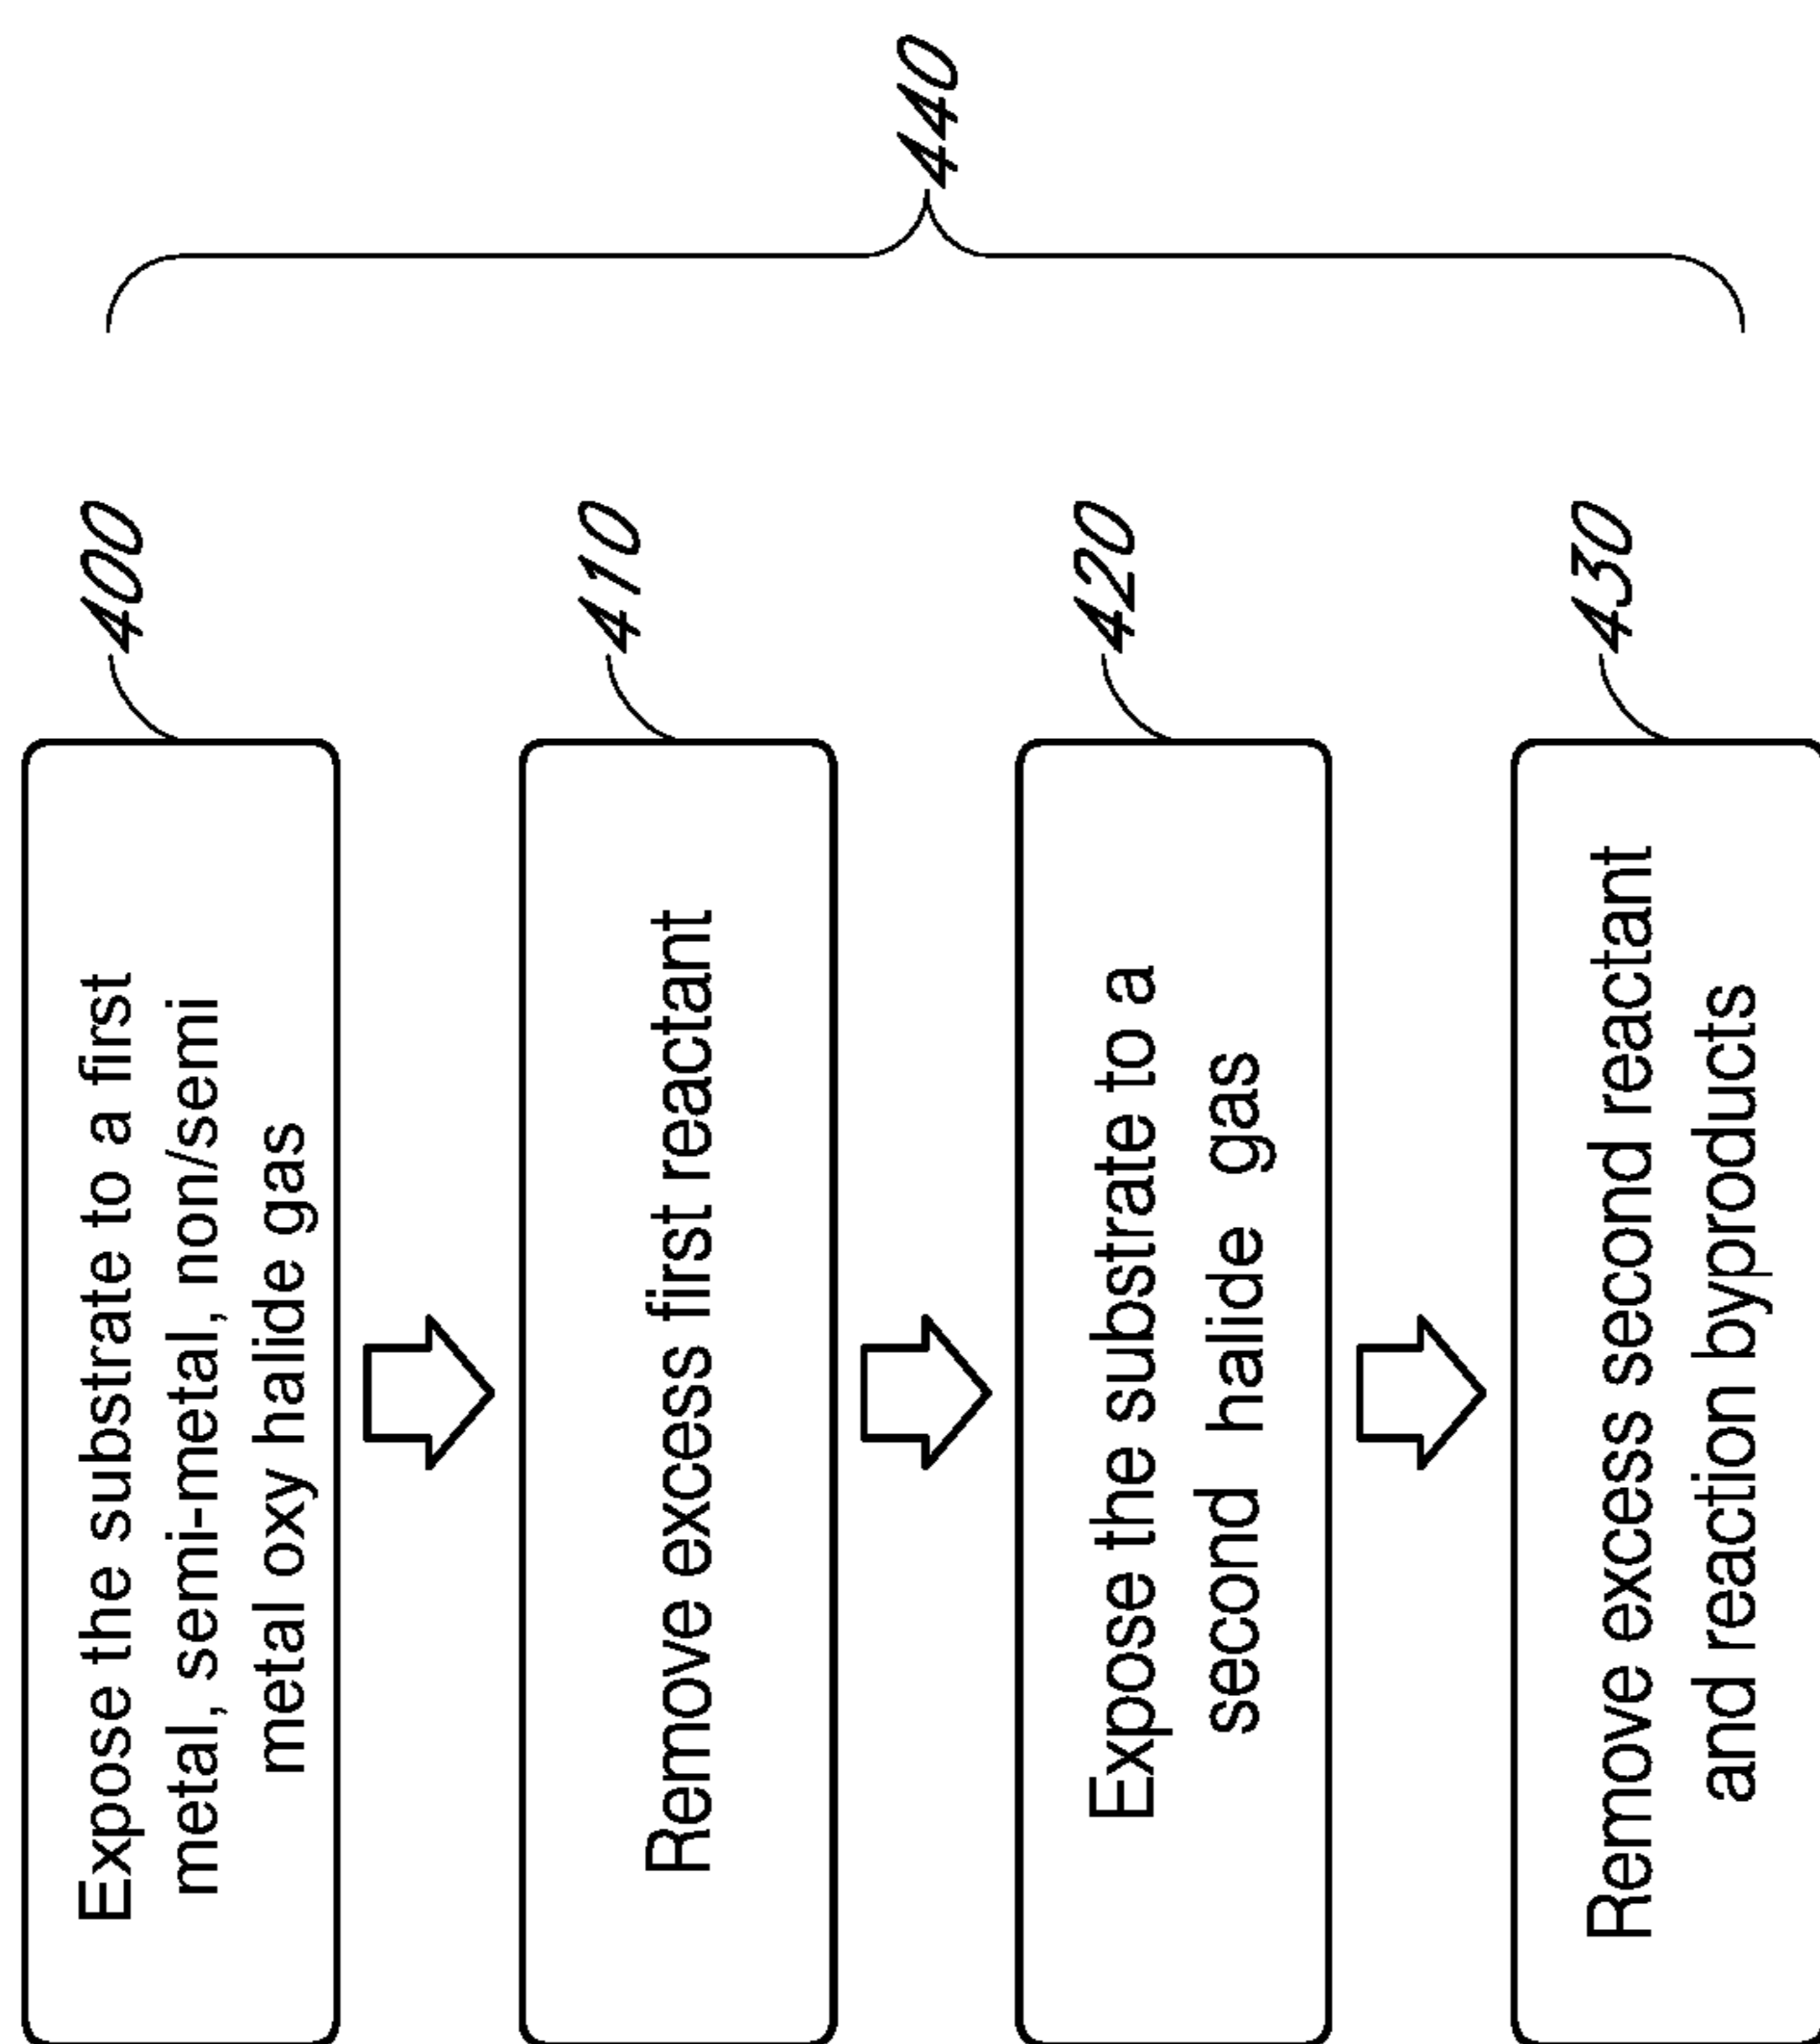 Expose the substrate to a first
metal, semi-metal, non/semi
metal oxy halide gas
400
Remove excess first reactant
410
Expose the substrate to a
second halide gas
420
Remove excess second reactant
and reaction byproducts
430
440